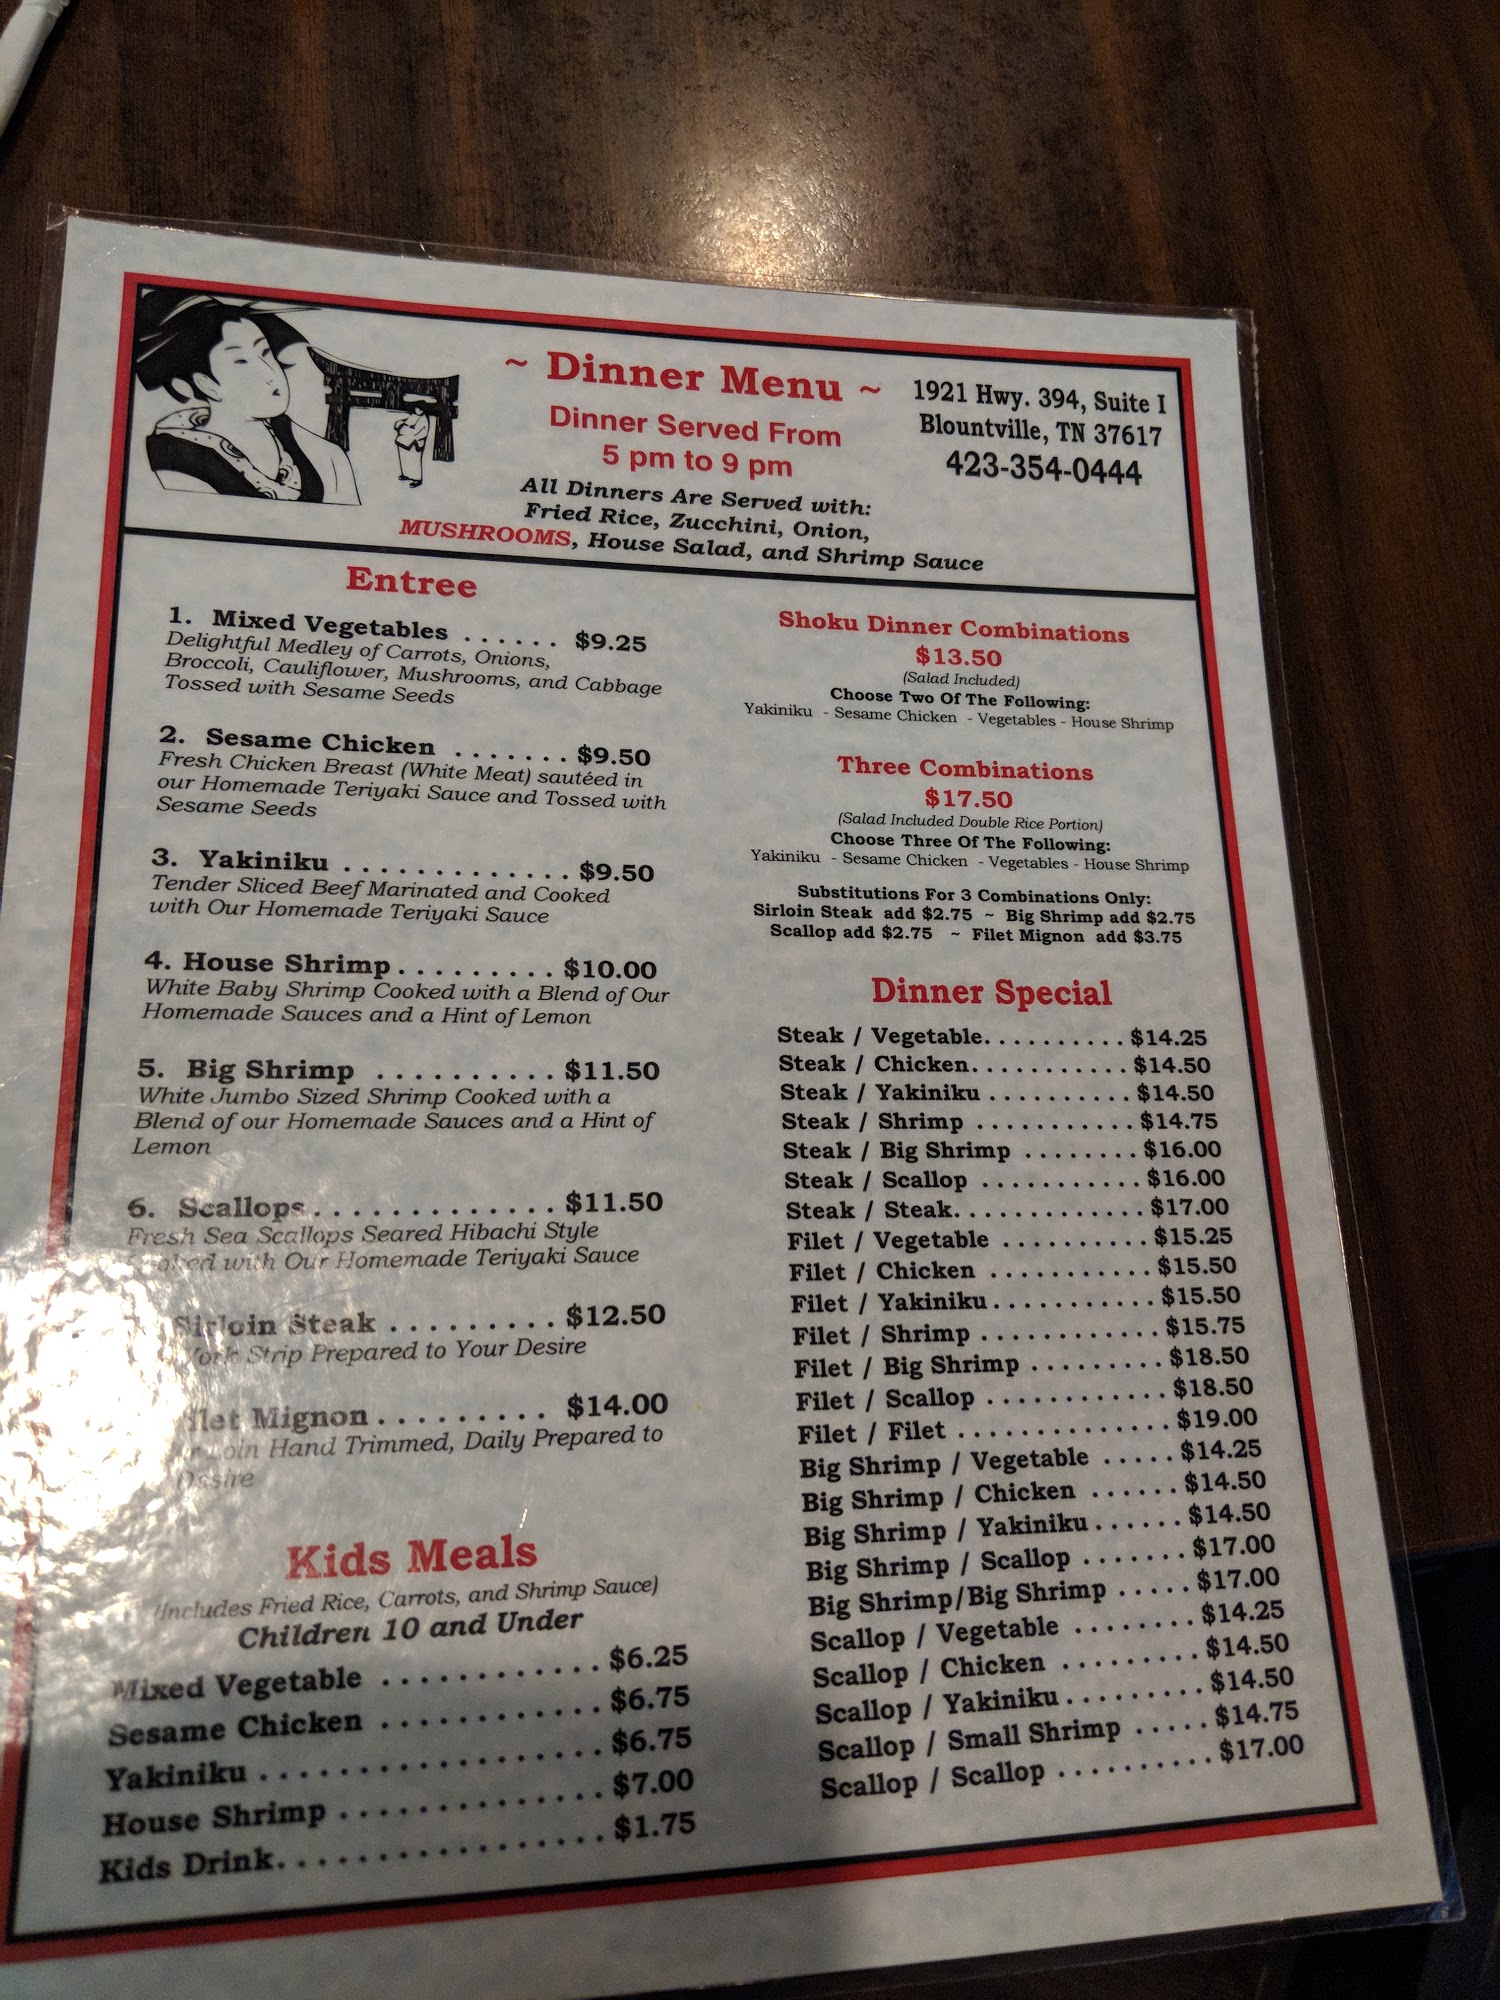 ~ Dinner Menu ~
Dinner Served From
5 pm to 9 pm
1921 Hwy. 394, Suite I
Blountville, TN 37617
423-354-0444
All Dinners Are Served with:
Fried Rice, Zucchini, Onion,
MUSHROOMS, House Salad, and Shrimp Sauce
Entree
1. Mixed Vegetables ...... $9.25
Delightful Medley of Carrots, Onions,
Broccoli, Cauliflower, Mushrooms, and Cabbage
Tossed with Sesame Seeds
2. Sesame Chicken ....... $9.50
Fresh Chicken Breast (White Meat) sautéed in
our Homemade Teriyaki Sauce and Tossed with
Sesame Seeds
3. Yakiniku ............. $9.50
Tender Sliced Beef Marinated and Cooked
with Our Homemade Teriyaki Sauce
4. House Shrimp......... $10.00
White Baby Shrimp Cooked with a Blend of Our
Homemade Sauces and a Hint of Lemon
5. Big Shrimp .......... $11.50
White Jumbo Sized Shrimp Cooked with a
Blend of our Homemade Sauces and a Hint of
Lemon
6. Scallops............. $11.50
Fresh Sea Scallops Seared Hibachi Style
with Our Homemade Teriyaki Sauce
Sirloin Steak ......... $12.50
York Strip Prepared to Your Desire
Mignon......... $14.00
Hand Trimmed, Daily Prepared to
Desire
Kids Meals
(Includes Fried Rice, Carrots, and Shrimp Sauce)
Children 10 and Under
Mixed Vegetable ............ $6.25
Sesame Chicken ............ $6.75
Yakiniku .................. $6.75
House Shrimp .............. $7.00
Kids Drink................. $1.75
Shoku Dinner Combinations
$13.50
(Salad Included)
Choose Two Of The Following:
Yakiniku - Sesame Chicken - Vegetables - House Shrimp
Three Combinations
$17.50
(Salad Included Double Rice Portion)
Choose Three Of The Following:
Yakiniku - Sesame Chicken - Vegetables - House Shrimp
Substitutions For 3 Combinations Only:
Sirloin Steak add $2.75 ~ Big Shrimp add $2.75
Scallop add $2.75 ~ Filet Mignon add $3.75
Dinner Special
Steak / Vegetable.......... $14.25
Steak / Chicken........... $14.50
Steak / Yakiniku .......... $14.50
Steak / Shrimp ........... $14.75
Steak / Big Shrimp ........ $16.00
Steak / Scallop ........... $16.00
Steak / Steak............. $17.00
Filet / Vegetable .......... $15.25
Filet / Chicken ........... $15.50
Filet / Yakiniku........... $15.50
Filet / Shrimp ............ $15.75
Filet / Big Shrimp ......... $18.50
Filet / Scallop ............ $18.50
Filet / Filet .............. $19.00
Big Shrimp / Vegetable ..... $14.25
Big Shrimp / Chicken ...... $14.50
Big Shrimp / Yakiniku...... $14.50
Big Shrimp / Scallop ....... $17.00
Big Shrimp/Big Shrimp ..... $17.00
Scallop / Vegetable ........ $14.25
Scallop / Chicken ......... $14.50
Scallop / Yakiniku......... $14.50
Scallop / Small Shrimp ..... $14.75
Scallop / Scallop .......... $17.00